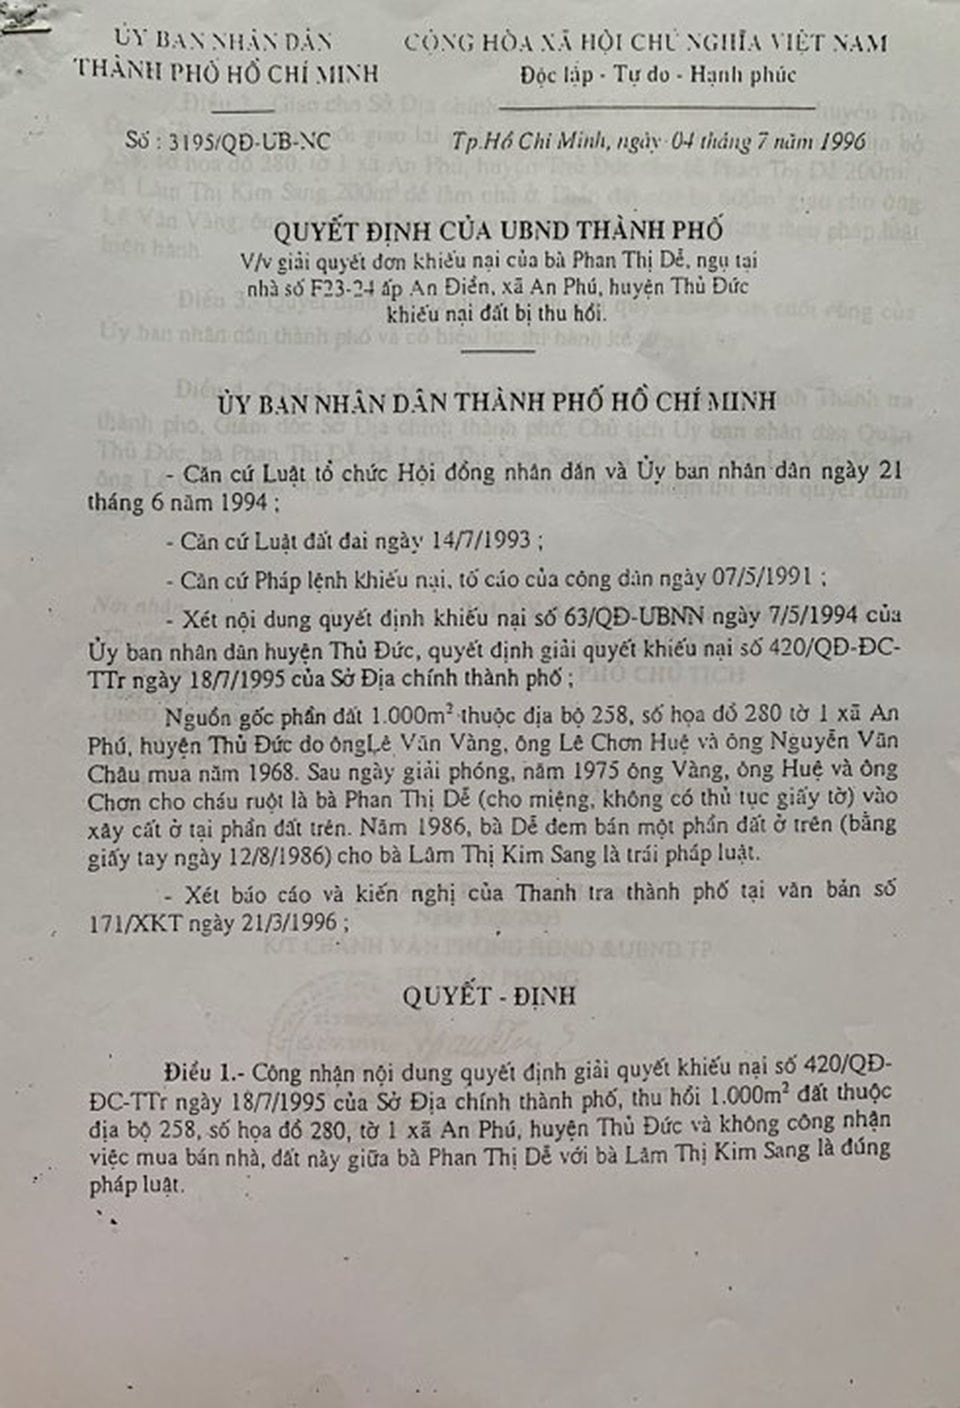 ỦY BAN NHÂN DÂN
THÀNH PHỐ HỒ CHÍ MINH
CỘNG HÒA XÃ HỘI CHỦ NGHĨA VIỆT NAM
Độc lập - Tự do - Hạnh phúc
Số : 3195/QĐ-UB-NC
Tp.Hồ Chí Minh, ngày 04 tháng 7 năm 1996
QUYẾT ĐỊNH CỦA UBND THÀNH PHỐ
V/v giải quyết đơn khiếu nại của bà Phan Thị Dễ, ngụ tại
nhà số F23-24 ấp An Điền, xã An Phú, huyện Thủ Đức
khiếu nại đất bị thu hồi.
ỦY BAN NHÂN DÂN THÀNH PHỐ HỒ CHÍ MINH
- Căn cứ Luật tổ chức Hội đồng nhân dân và Ủy ban nhân dân ngày 21
tháng 6 năm 1994 ;
- Căn cứ Luật đất đai ngày 14/7/1993 ;
- Căn cứ Pháp lệnh khiếu nại, tố cáo của công dân ngày 07/5/1991 ;
- Xét nội dung quyết định khiếu nại số 63/QĐ-UBNN ngày 7/5/1994 của
Ủy ban nhân dân huyện Thủ Đức, quyết định giải quyết khiếu nại số 420/QĐ-ĐC-
TTr ngày 18/7/1995 của Sở Địa chính thành phố ;
Nguồn gốc phần đất 1.000m² thuộc địa bộ 258, số họa đồ 280 tờ 1 xã An
Phú, huyện Thủ Đức do ôngLê Văn Vàng, ông Lê Chơn Huệ và ông Nguyễn Văn
Châu mua năm 1968. Sau ngày giải phóng, năm 1975 ông Vàng, ông Huệ và ông
Chơn cho cháu ruột là bà Phan Thị Dễ (cho miệng, không có thủ tục giấy tờ) vào
xây cất ở tại phần đất trên. Năm 1986, bà Dễ đem bán một phần đất ở trên (bằng
giấy tay ngày 12/8/1986) cho bà Lâm Thị Kim Sang là trái pháp luật.
- Xét báo cáo và kiến nghị của Thanh tra thành phố tại văn bản số
171/XKT ngày 21/3/1996 ;
QUYẾT - ĐỊNH
Điều 1.- Công nhận nội dung quyết định giải quyết khiếu nại số 420/QĐ-
ĐC-TTr ngày 18/7/1995 của Sở Địa chính thành phố, thu hồi 1.000m² đất thuộc
địa bộ 258, số họa đồ 280, tờ 1 xã An Phú, huyện Thủ Đức và không công nhận
việc mua bán nhà, đất này giữa bà Phan Thị Dễ với bà Lâm Thị Kim Sang là đúng
pháp luật.